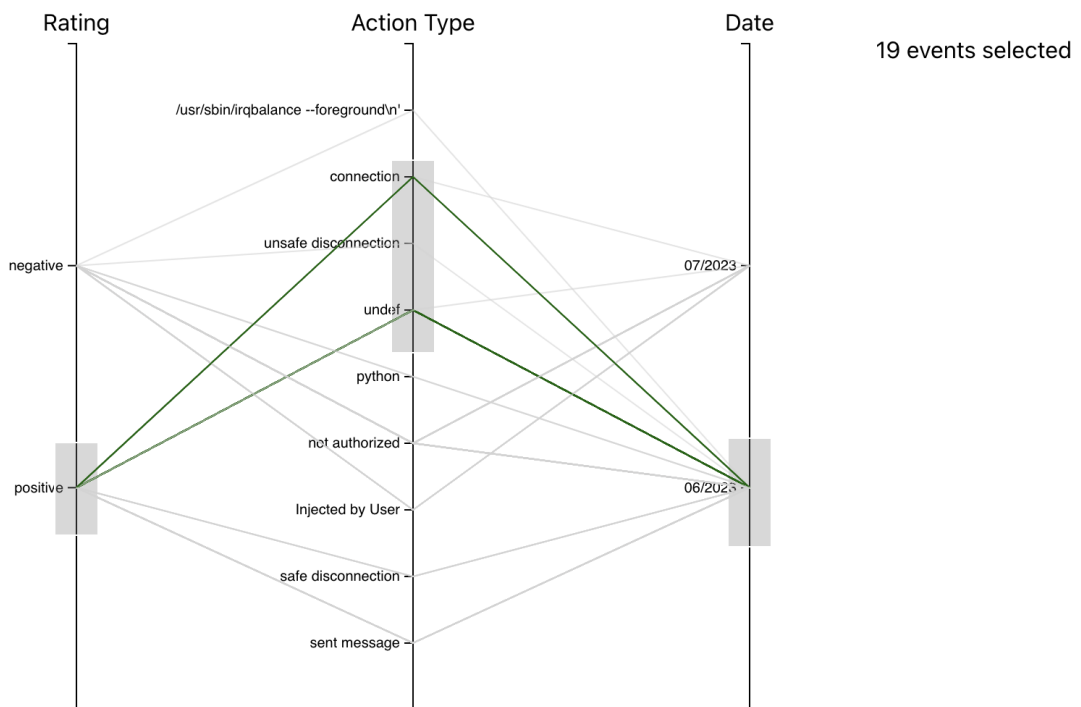 Rating
Action Type
Date
19 events selected
/usr/sbin/irqbalance --foreground\n'
connection
unsafe disconnection
negative
07/2023
undef
python
not authorized
positive
06/2023
Injected by User
safe disconnection
sent message